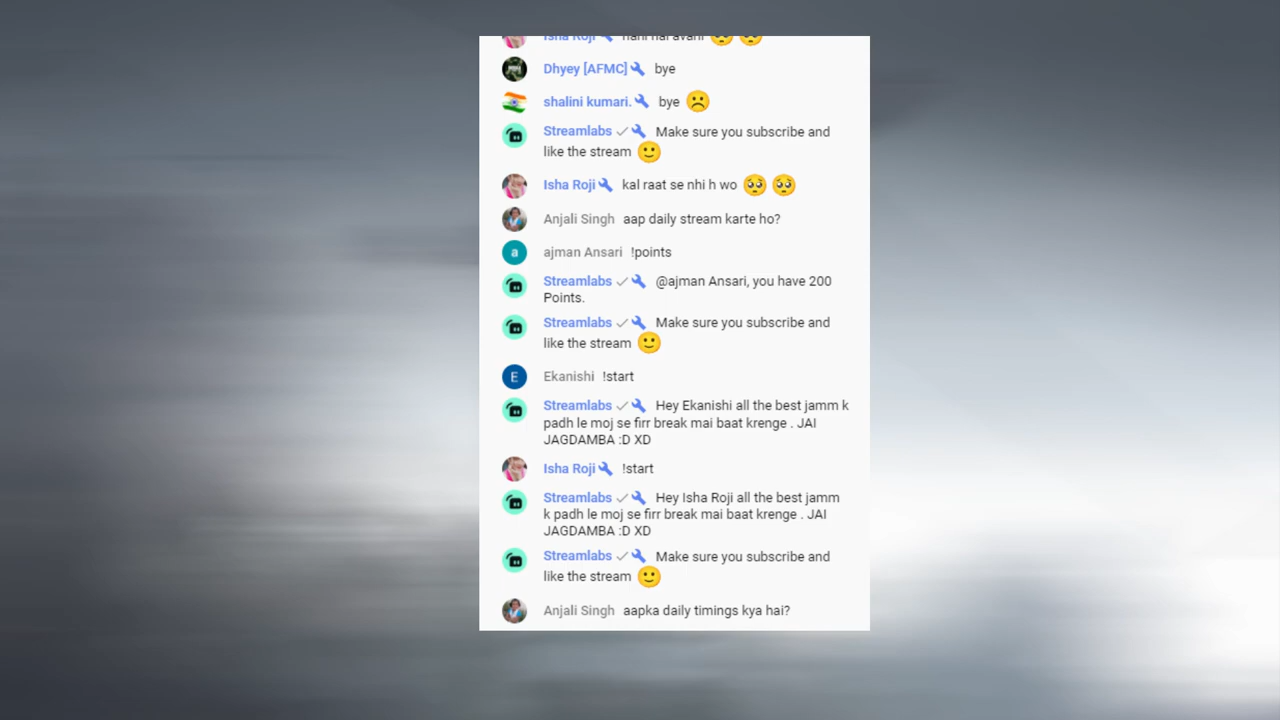 Isha Roji nahi hai avani
Dhyey [AFMC] bye
shalini kumari. bye ☹️
Streamlabs Make sure you subscribe and
like the stream 🙂
Isha Roji kal raat se nhi h wo 🥺 🥺
Anjali Singh aap daily stream karte ho?
a ajman Ansari !points
Streamlabs @ajman Ansari, you have 200
Points.
Streamlabs Make sure you subscribe and
like the stream 🙂
E Ekanishi !start
Streamlabs Hey Ekanishi all the best jamm k
padh le moj se firr break mai baat krenge . JAI
JAGDAMBA :D XD
Isha Roji !start
Streamlabs Hey Isha Roji all the best jamm
k padh le moj se firr break mai baat krenge . JAI
JAGDAMBA :D XD
Streamlabs Make sure you subscribe and
like the stream 🙂
Anjali Singh aapka daily timings kya hai?